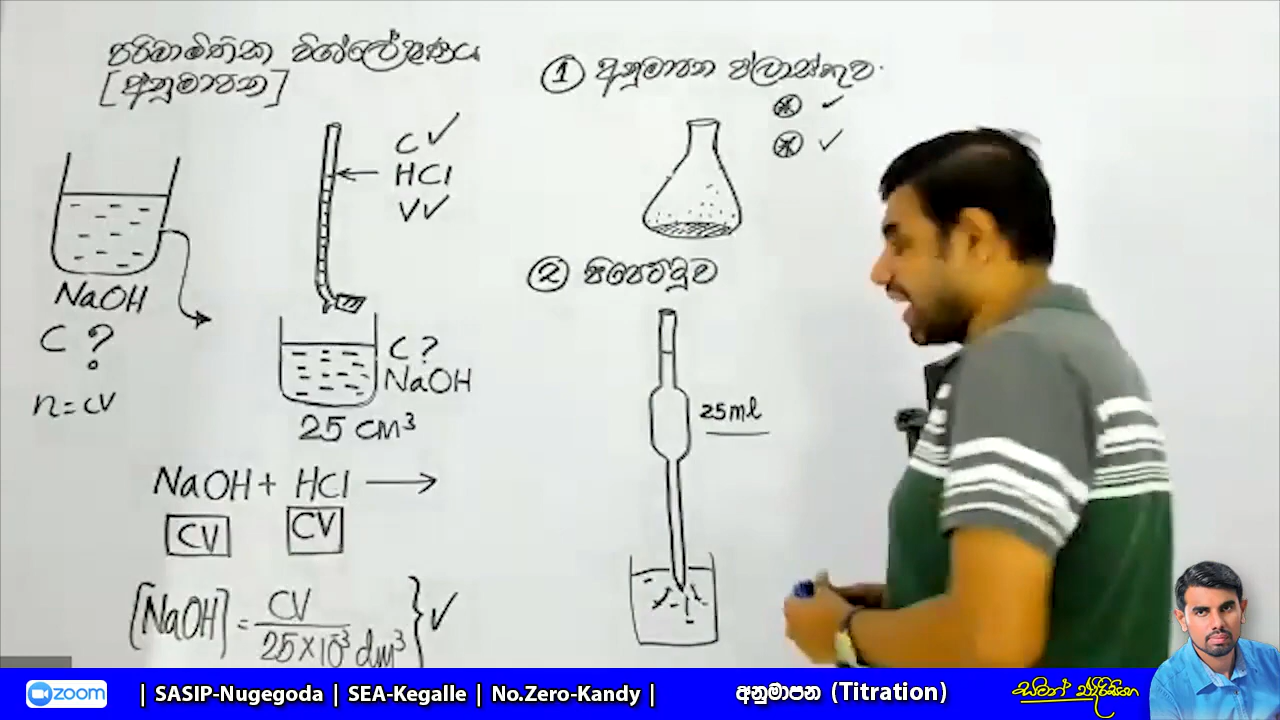 පරිමාමිතික විශ්ලේෂණය
[අනුමාපන]
NaOH
C ?
n = CV
C ✓
HCl
V✓
C ?
NaOH
25 cm³
NaOH + HCl →
CV CV
[NaOH] = CV / 25 × 10⁻³ dm³ } ✓
① අනුමාපන ප්ලාස්කුව.
② පිපෙට්ටුව
25 ml
zoom
| SASIP-Nugegoda | SEA-Kegalle | No.Zero-Kandy |
අනුමාපන (Titration)